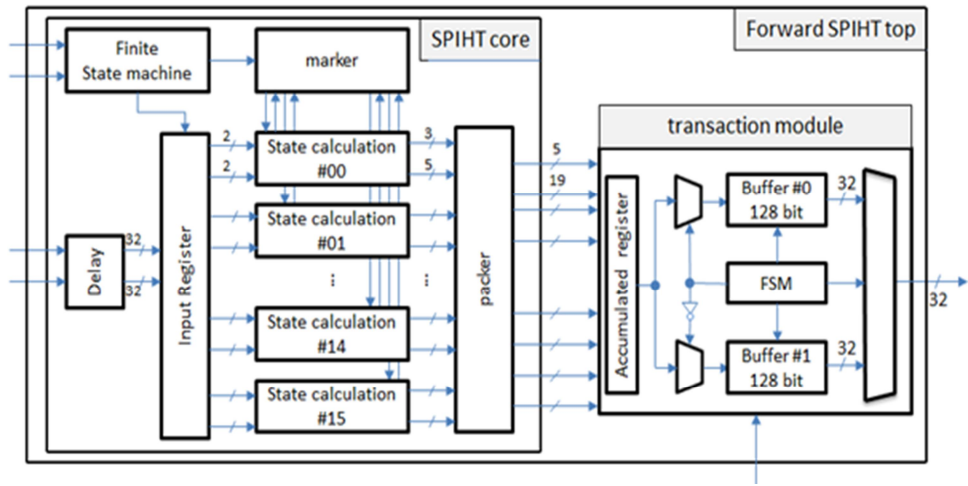 SPIHT core
Forward SPIHT top
Finite
State machine
marker
transaction module
2
2
State calculation
#00
3
5
5
19
State calculation
#01
Delay
32
32
Input Register
⋮
⋮
packer
Accumulated register
Buffer #0
128 bit
32
FSM
32
State calculation
#14
Buffer #1
128 bit
32
State calculation
#15